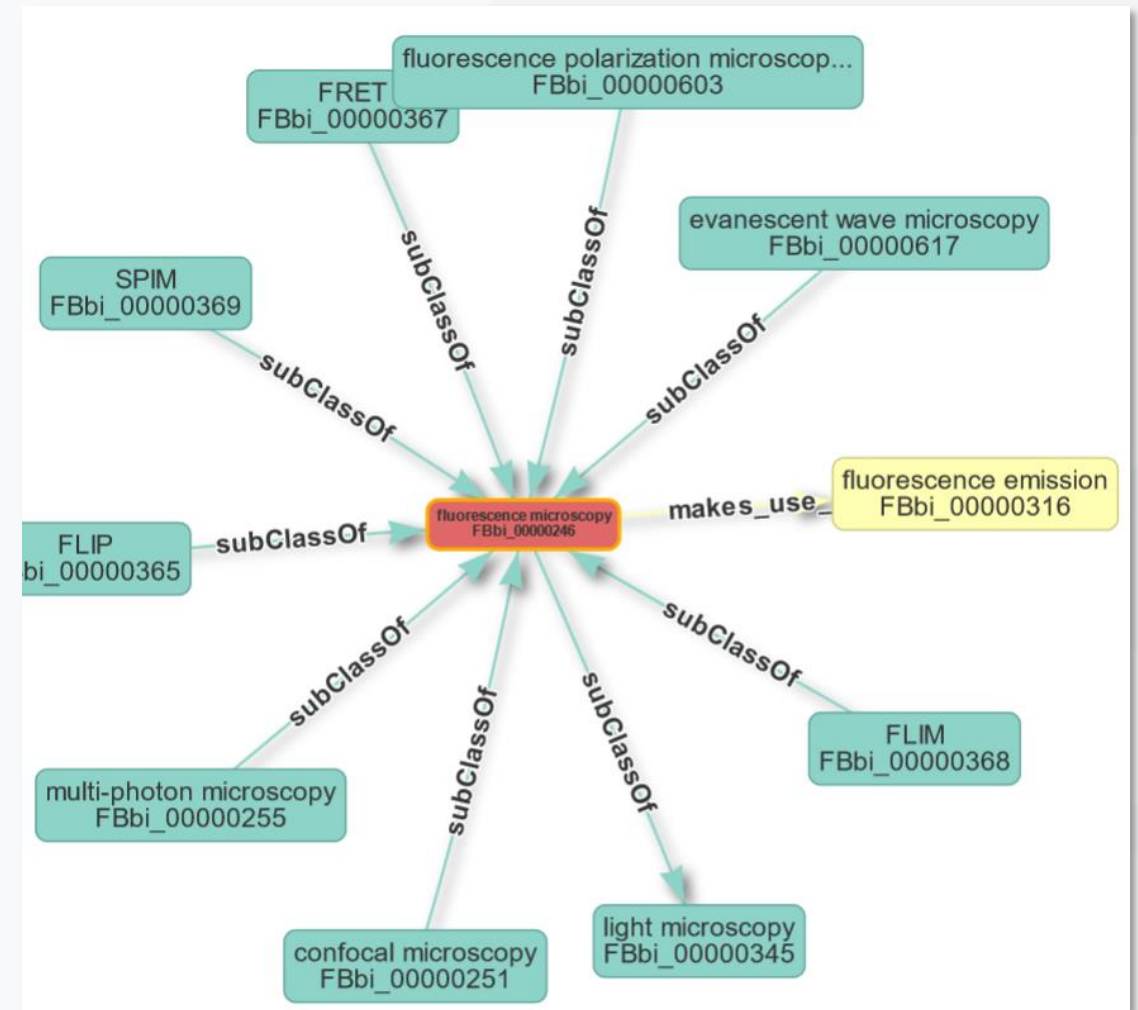 fluorescence polarization microscop...
FBbi_00000603
FRET
FBbi_00000367
subClassOf
subClassOf
evanescent wave microscopy
FBbi_00000617
subClassOf
SPIM
FBbi_00000369
subClassOf
fluorescence emission
FBbi_00000316
makes_use_
fluorescence microscopy
FBbi_00000246
FLIP
bi_00000365
subClassOf
subClassOf
multi-photon microscopy
FBbi_00000255
subClassOf
confocal microscopy
FBbi_00000251
subClassOf
light microscopy
FBbi_00000345
subClassOf
FLIM
FBbi_00000368